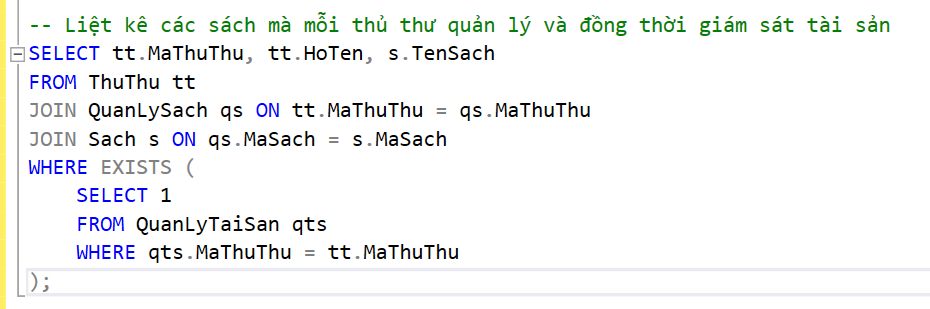 -- Liệt kê các sách mà mỗi thủ thư quản lý và đồng thời giám sát tài sản
SELECT tt.MaThuThu, tt.HoTen, s.TenSach
FROM ThuThu tt
JOIN QuanLySach qs ON tt.MaThuThu = qs.MaThuThu
JOIN Sach s ON qs.MaSach = s.MaSach
WHERE EXISTS (
    SELECT 1
    FROM QuanLyTaiSan qts
    WHERE qts.MaThuThu = tt.MaThuThu
);